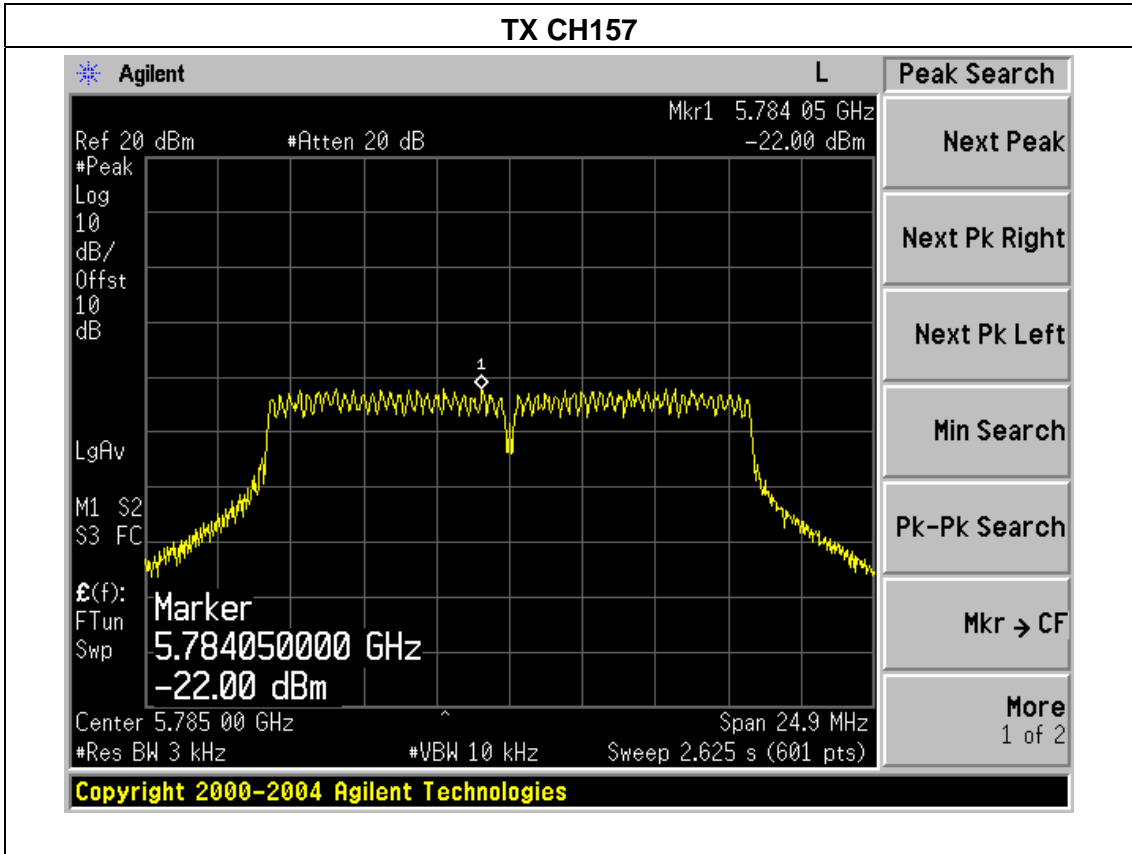 TX CH157
Agilent L Peak Search
Mkr1 5.784 05 GHz
Ref 20 dBm #Atten 20 dB -22.00 dBm
Next Peak
#Peak
Log
10
dB/
Next Pk Right
Offst
10
dB
Next Pk Left
1
Min Search
LgAv
M1 S2
S3 FC
Pk-Pk Search
£(f):
FTun
Swp
Marker
5.784050000 GHz
-22.00 dBm
Mkr → CF
Center 5.785 00 GHz ^ Span 24.9 MHz
#Res BW 3 kHz #VBW 10 kHz Sweep 2.625 s (601 pts)
More
1 of 2
Copyright 2000-2004 Agilent Technologies